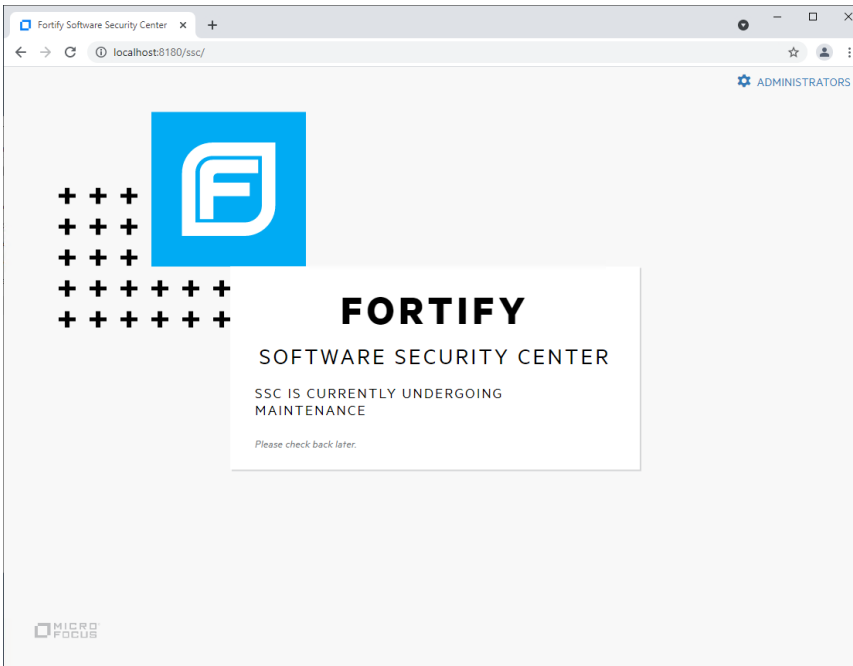 Fortify Software Security Center
localhost:8180/ssc/
ADMINISTRATORS
FORTIFY
SOFTWARE SECURITY CENTER
SSC IS CURRENTLY UNDERGOING
MAINTENANCE
Please check back later.
MICRO
FOCUS